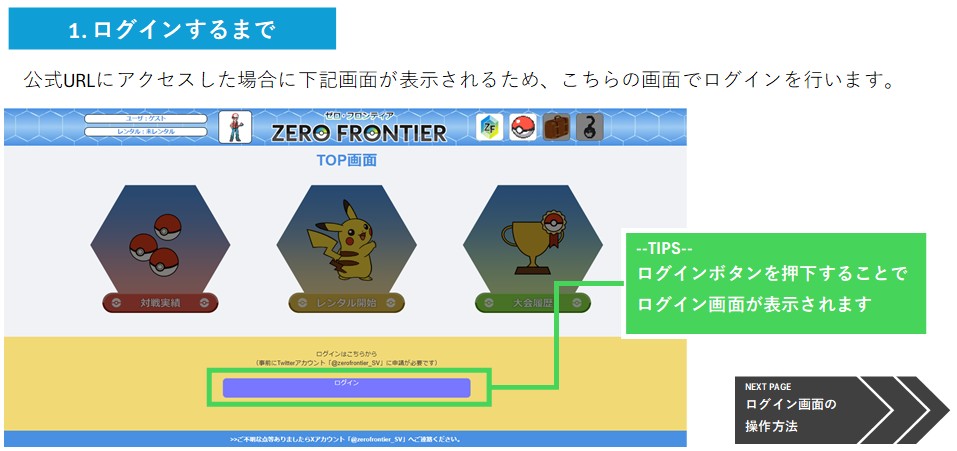 1. ログインするまで
公式URLにアクセスした場合に下記画面が表示されるため、こちらの画面でログインを行います。
ユーザ：ゲスト
レンタル：未レンタル
ゼロ・フロンティア
ZERO FRONTIER
ZF
TOP画面
対戦実績
レンタル開始
大会履歴
--TIPS--
ログインボタンを押下することで
ログイン画面が表示されます
ログインはこちらから
（事前にTwitterアカウント「@zerofrontier_SV」に申請が必要です）
ログイン
NEXT PAGE
ログイン画面の
操作方法
>>ご不明な点等ありましたらXアカウント「@zerofrontier_SV」へご連絡ください。